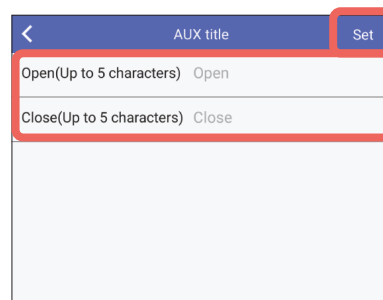 AUX title
Set
Open(Up to 5 characters) Open
Close(Up to 5 characters) Close